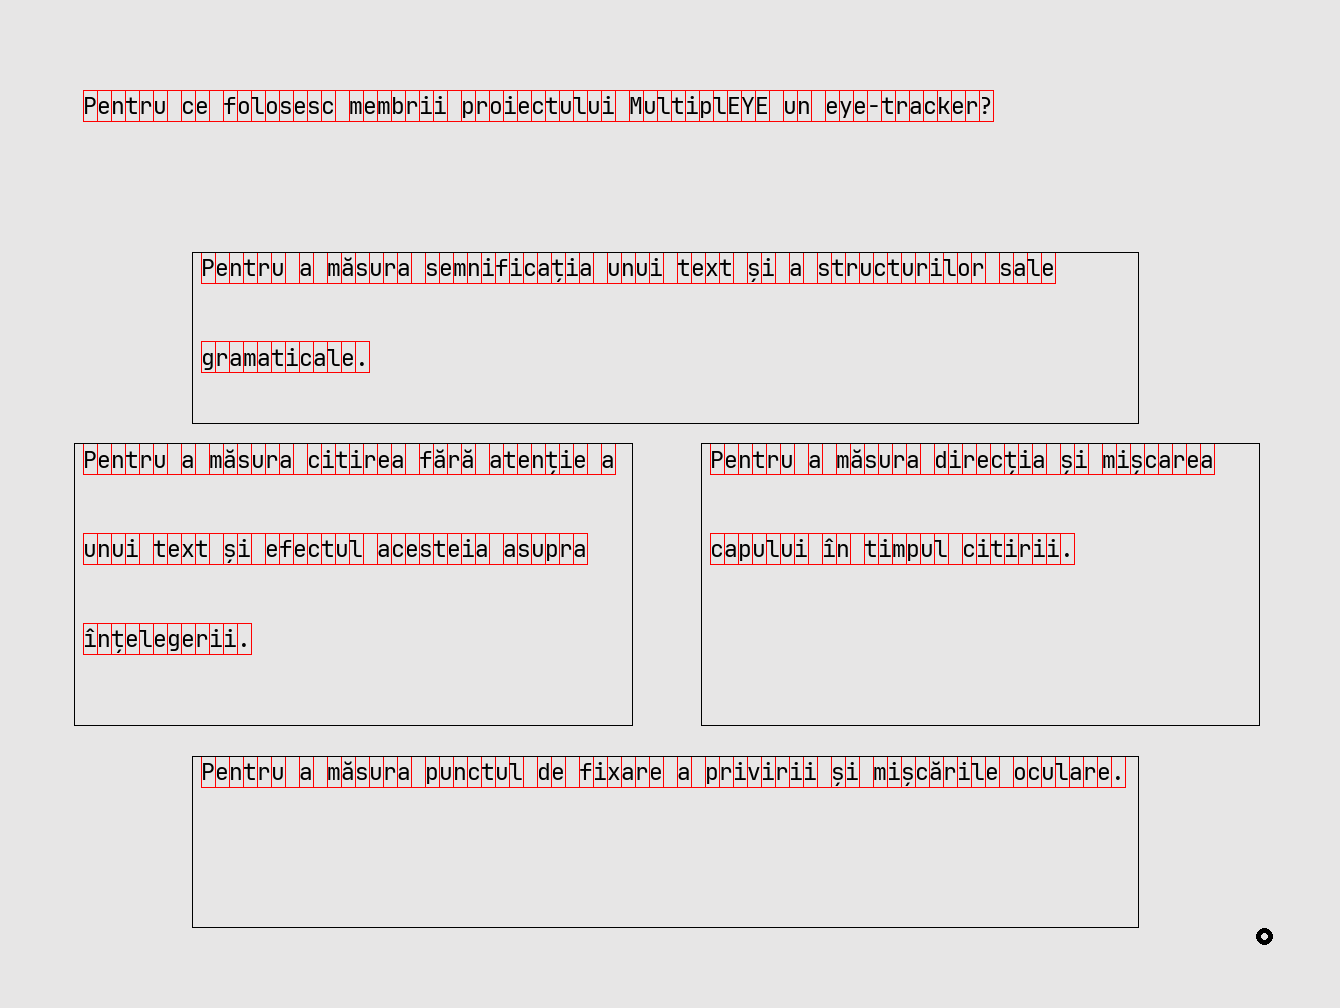 Pentru ce folosesc membrii proiectului MultiplEYE un eye-tracker?
Pentru a măsura semnificația unui text și a structurilor sale
gramaticale.
Pentru a măsura citirea fără atenție a
unui text și efectul acesteia asupra
înțelegerii.
Pentru a măsura direcția și mișcarea
capului în timpul citirii.
Pentru a măsura punctul de fixare a privirii și mișcările oculare.